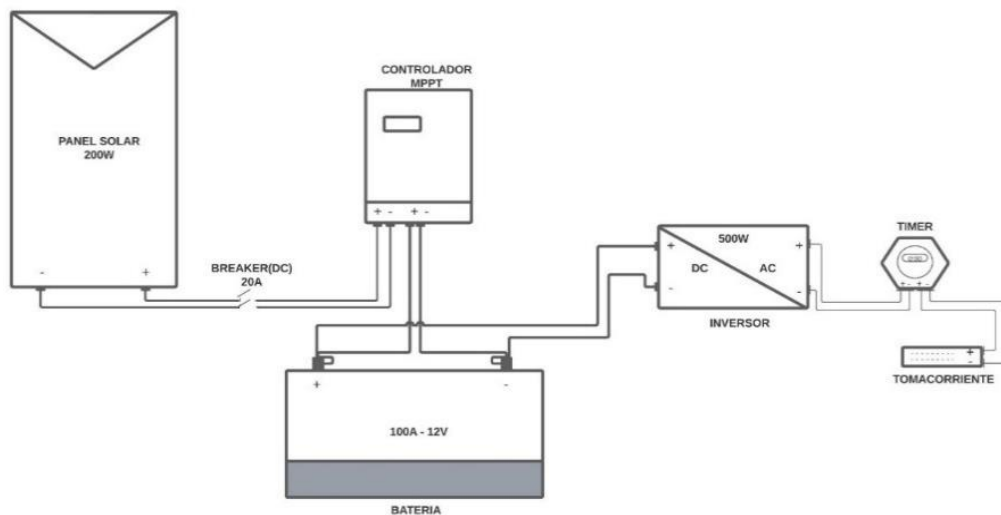 CONTROLADOR
MPPT
PANEL SOLAR
200W
+ - + -
500W
TIMER
- +
BREAKER(DC)
20A
+ +
DC AC
- -
+ - + -
INVERSOR
+
-
TOMACORRIENTE
+ -
100A - 12V
BATERIA